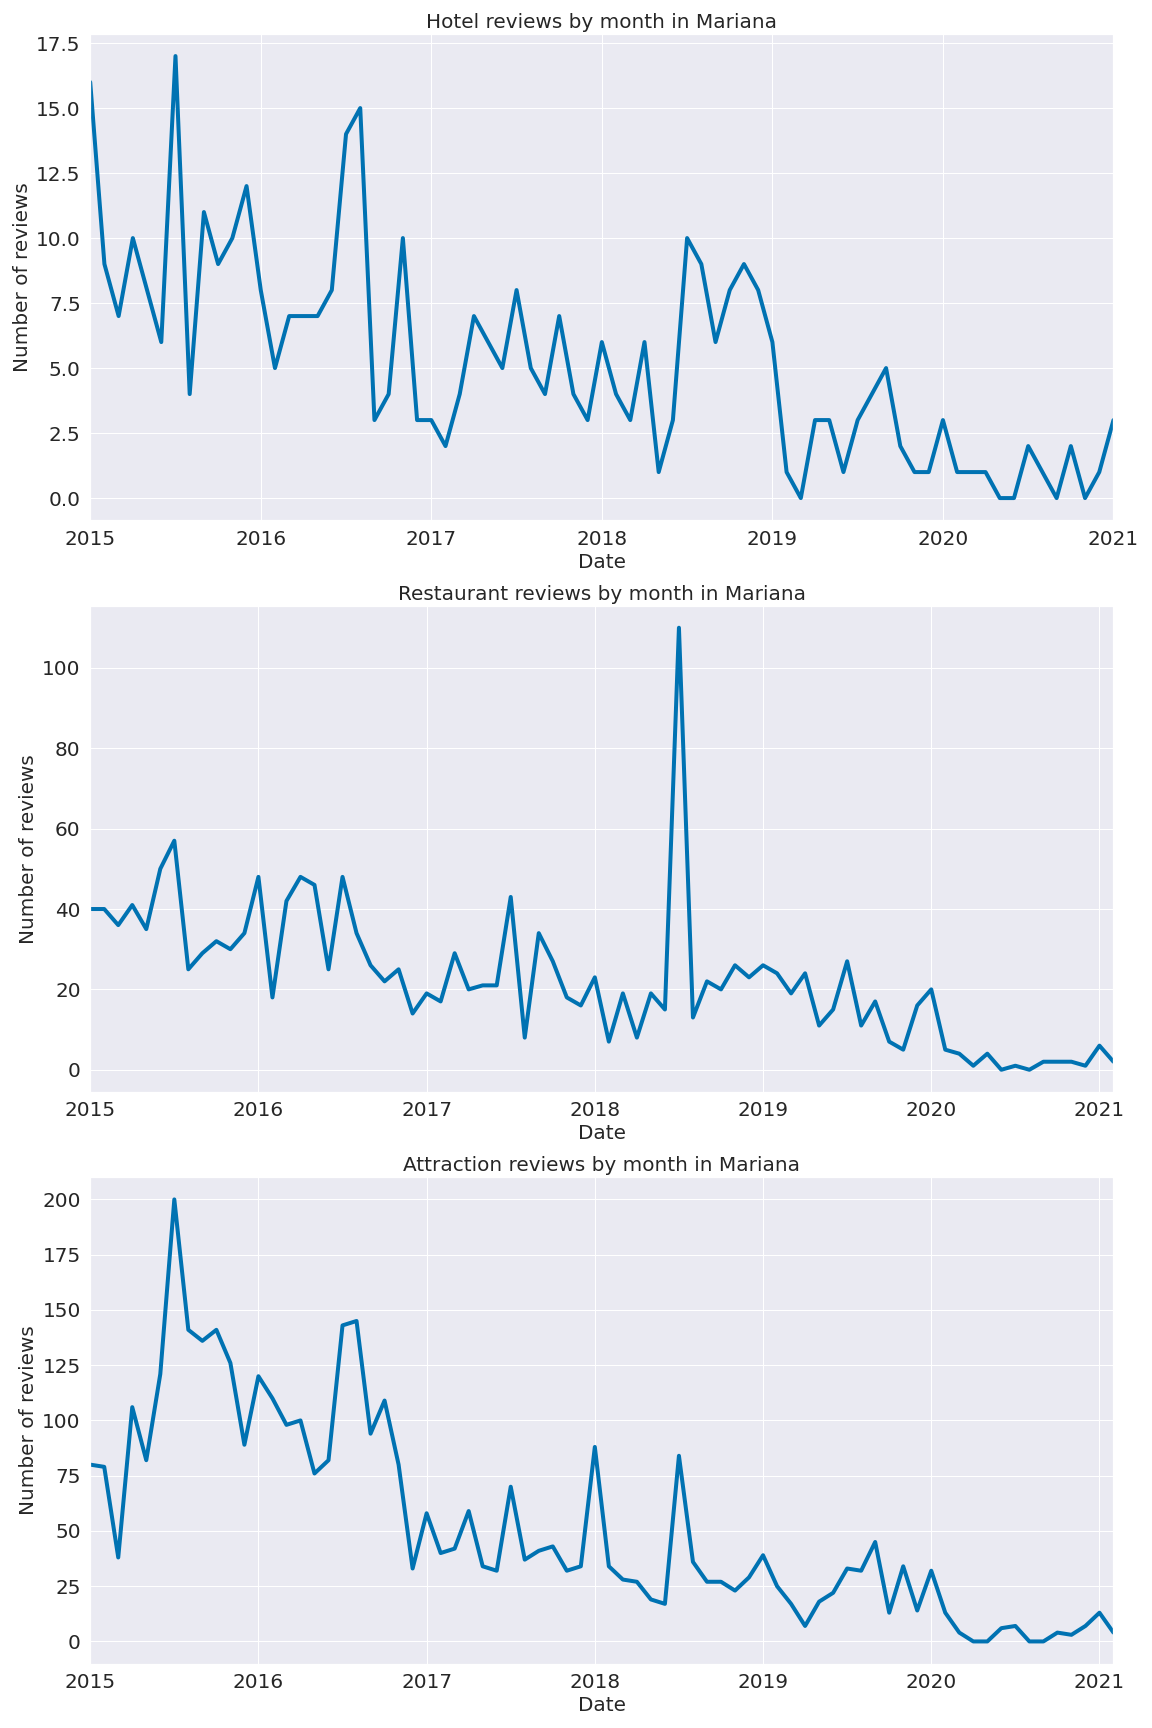 Hotel reviews by month in Mariana
17.5
15.0
12.5
10.0
7.5
5.0
2.5
0.0
Number of reviews
2015 2016 2017 2018 2019 2020 2021
Date
Restaurant reviews by month in Mariana
100
80
60
40
20
0
Number of reviews
2015 2016 2017 2018 2019 2020 2021
Date
Attraction reviews by month in Mariana
200
175
150
125
100
75
50
25
0
Number of reviews
2015 2016 2017 2018 2019 2020 2021
Date